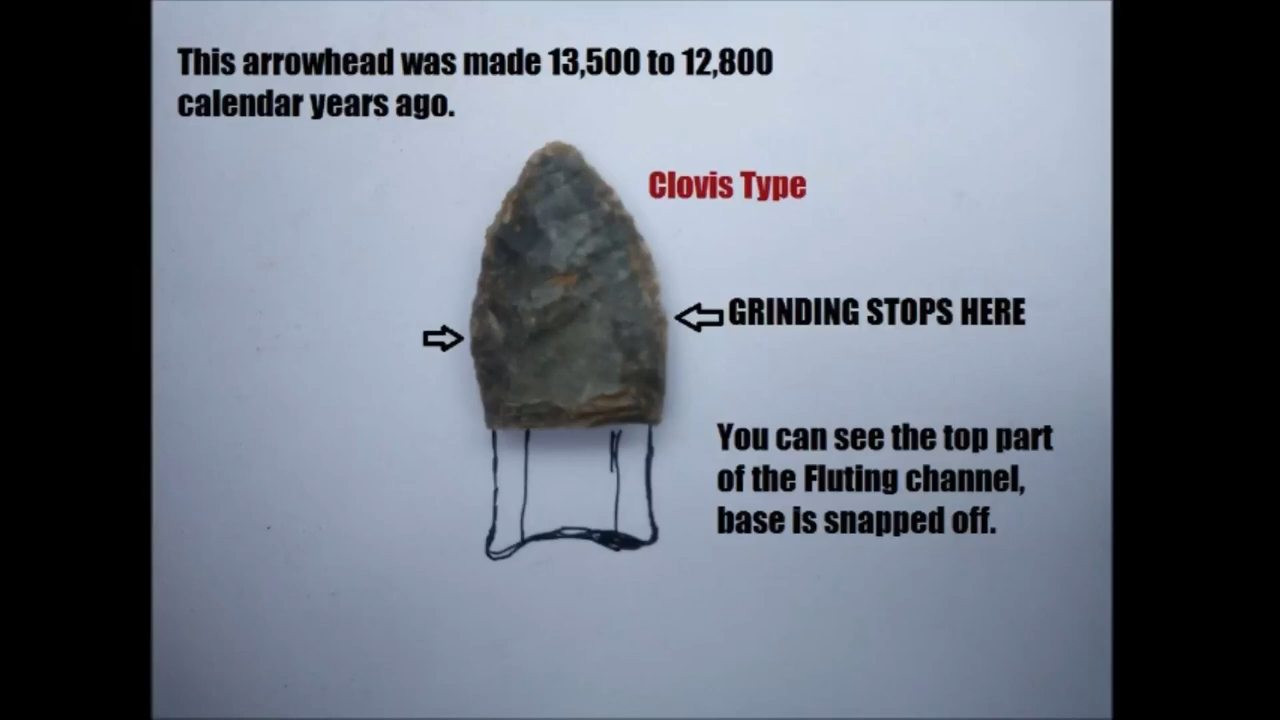 This arrowhead was made 13,500 to 12,800
calendar years ago.
Clovis Type
GRINDING STOPS HERE
You can see the top part
of the Fluting channel,
base is snapped off.